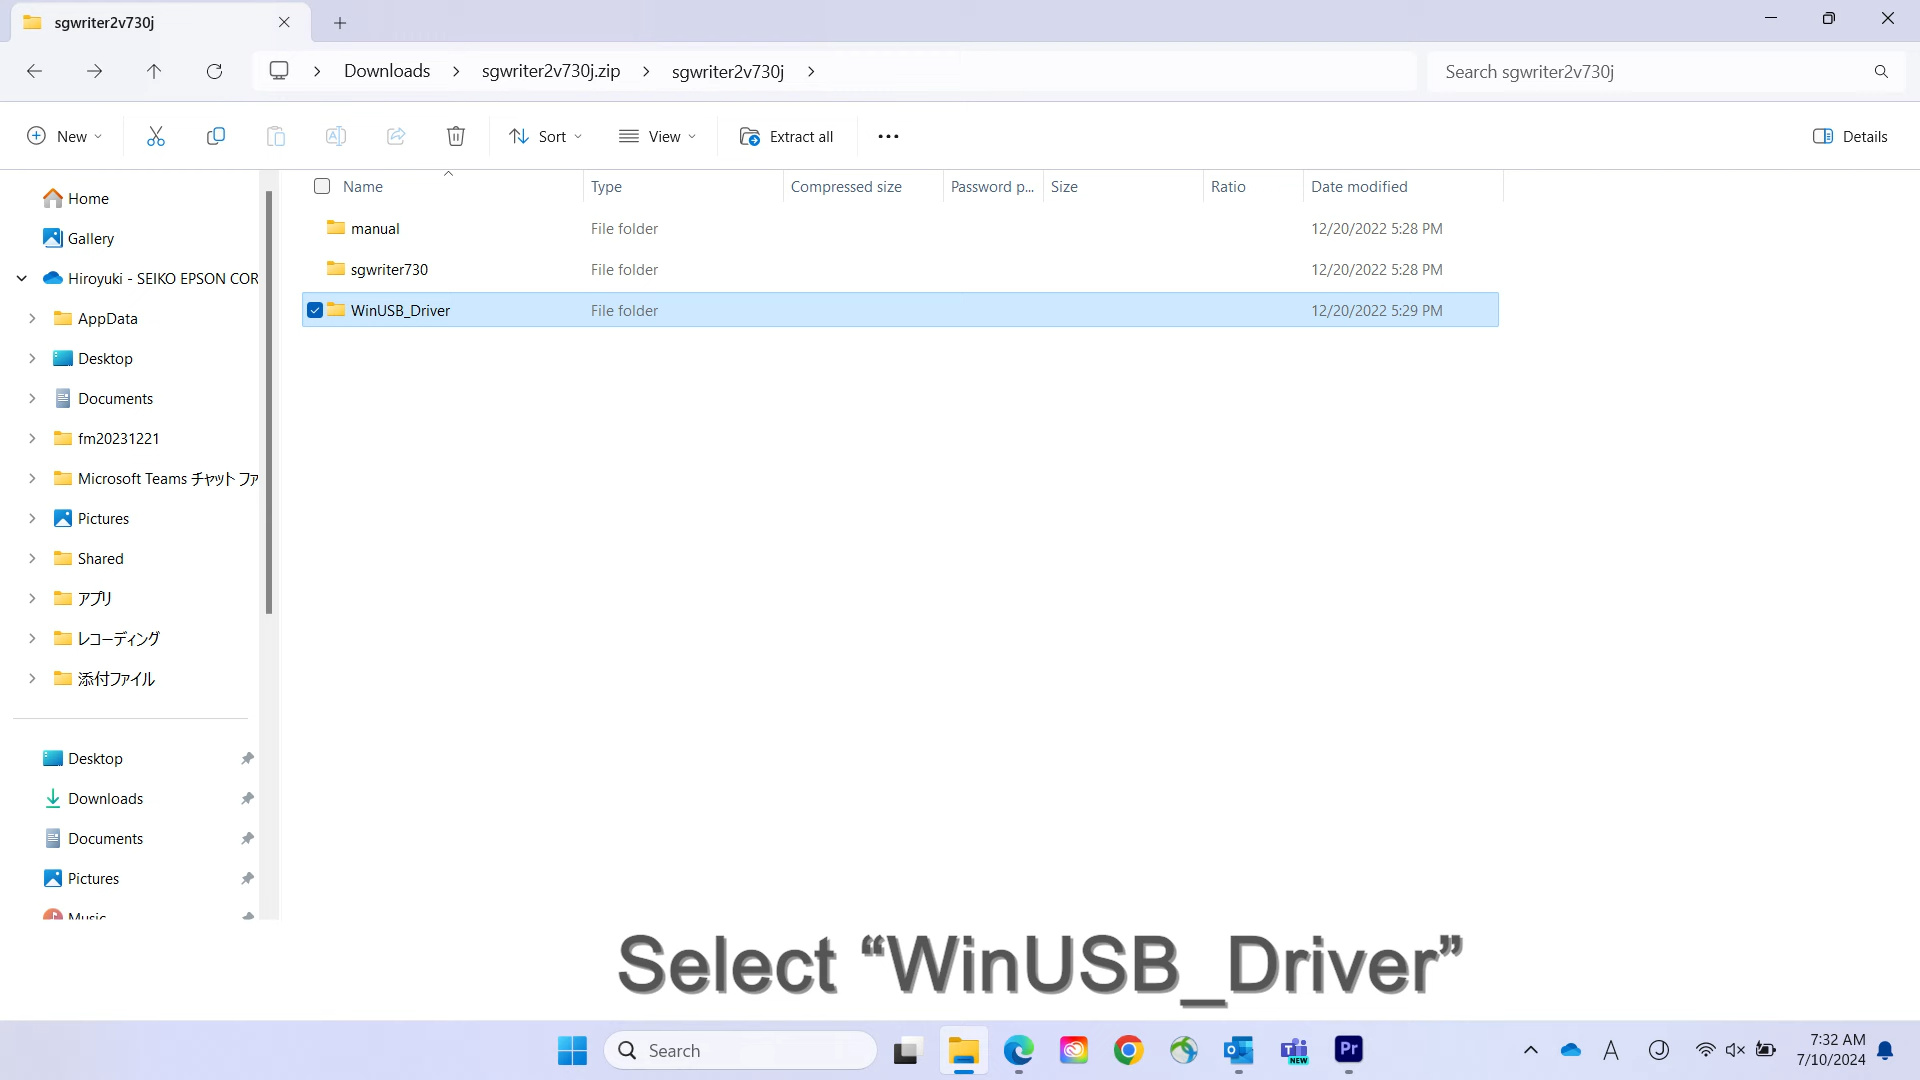 sgwriter2v730j
Downloads
sgwriter2v730j.zip
sgwriter2v730j
Search sgwriter2v730j
New
Sort
View
Extract all
Details
Name Type Compressed size Password p... Size Ratio Date modified
manual File folder 12/20/2022 5:28 PM
sgwriter730 File folder 12/20/2022 5:28 PM
WinUSB_Driver File folder 12/20/2022 5:29 PM
Home
Gallery
Hiroyuki - SEIKO EPSON COR
AppData
Desktop
Documents
fm20231221
Microsoft Teams チャット ファ
Pictures
Shared
アプリ
レコーディング
添付ファイル
Desktop
Downloads
Documents
Pictures
Music
Select “WinUSB_Driver”
Search
NEW
Pr
A
J
7:32 AM
7/10/2024